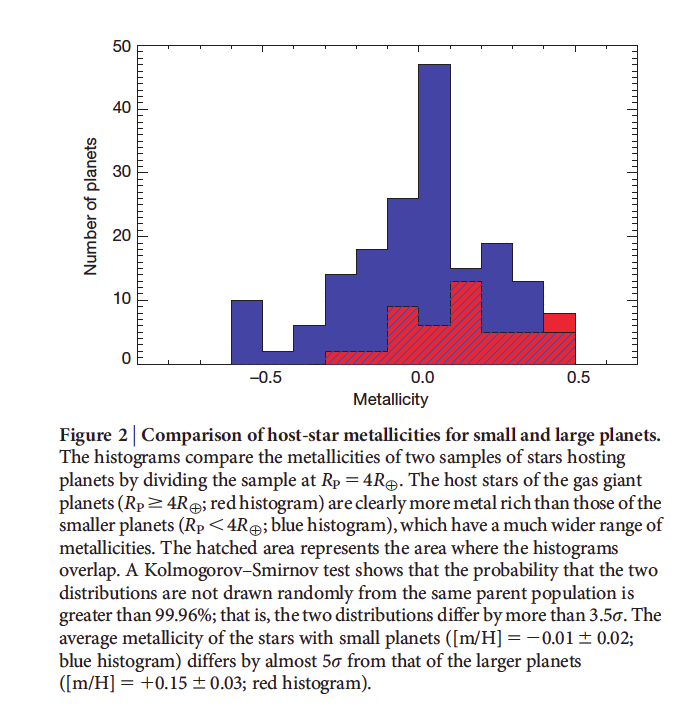 50
40
30
20
10
0
Number of planets
−0.5
0.0
0.5
Metallicity
Figure 2 | Comparison of host-star metallicities for small and large planets.
The histograms compare the metallicities of two samples of stars hosting
planets by dividing the sample at R_P = 4R_⊕. The host stars of the gas giant
planets (R_P ≥ 4R_⊕; red histogram) are clearly more metal rich than those of the
smaller planets (R_P < 4R_⊕; blue histogram), which have a much wider range of
metallicities. The hatched area represents the area where the histograms
overlap. A Kolmogorov–Smirnov test shows that the probability that the two
distributions are not drawn randomly from the same parent population is
greater than 99.96%; that is, the two distributions differ by more than 3.5σ. The
average metallicity of the stars with small planets ([m/H] = −0.01 ± 0.02;
blue histogram) differs by almost 5σ from that of the larger planets
([m/H] = +0.15 ± 0.03; red histogram).